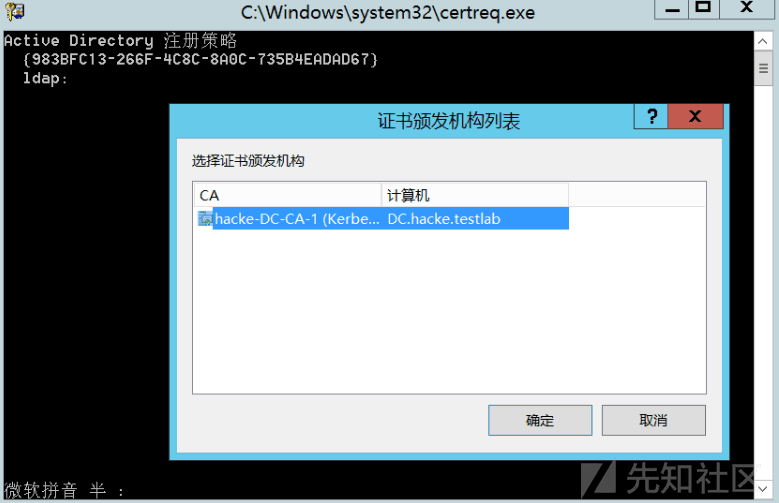 C:\Windows\system32\certreq.exe
Active Directory 注册策略
{983BFC13-266F-4C8C-8A0C-735B4EADAD67}
ldap:
证书颁发机构列表
选择证书颁发机构
CA 计算机
hacke-DC-CA-1 (Kerbe... DC.hacke.testlab
确定 取消
微软拼音 半 :
先知社区